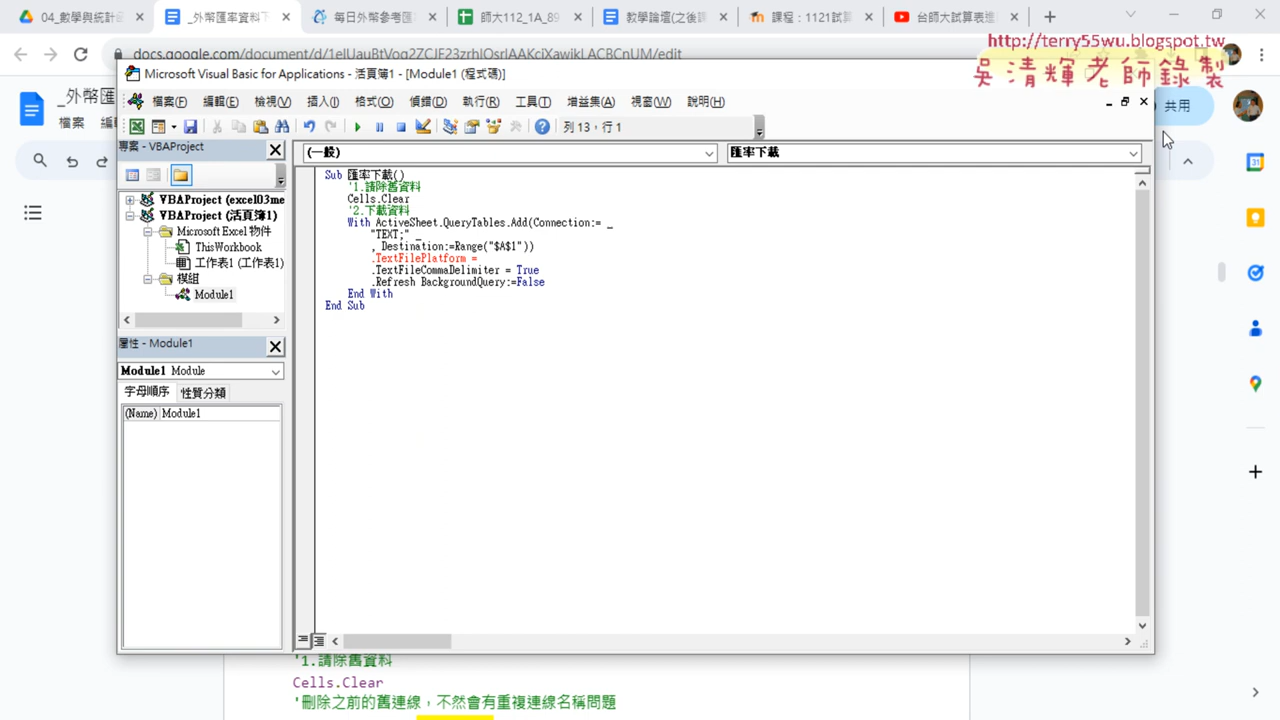 04_數學與統計函
_外幣匯率資料下
每日外幣參考匯
師大112_1A_89
教學論壇(之後課
課程：1121試算
台師大試算表進
http://terry55wu.blogspot.tw
吳清輝老師錄製
docs.google.com/document/d/1elUauBtVog2ZCJF23zrhlOsrlAAKciXawjkLACBCnUM/edit
Microsoft Visual Basic for Applications - 活頁簿1 - [Module1 (程式碼)]
_外幣匯
檔案
檔案(F) 編輯(E) 檢視(V) 插入(I) 格式(O) 偵錯(D) 執行(R) 工具(T) 增益集(A) 視窗(W) 說明(H)
共用
列 13，行 1
專案 - VBAProject
(一般)
匯率下載
VBAProject (excel03me
VBAProject (活頁簿1)
Microsoft Excel 物件
ThisWorkbook
工作表1 (工作表1)
模組
Module1
Sub 匯率下載()
'1.請除舊資料
Cells.Clear
'2.下載資料
With ActiveSheet.QueryTables.Add(Connection:= _
"TEXT;" _
, Destination:=Range("$A$1"))
.TextFilePlatform =
.TextFileCommaDelimiter = True
.Refresh BackgroundQuery:=False
End With
End Sub
屬性 - Module1
Module1 Module
字母順序 性質分類
(Name) Module1
'1.請除舊資料
Cells.Clear
'刪除之前的舊連線，不然會有重複連線名稱問題